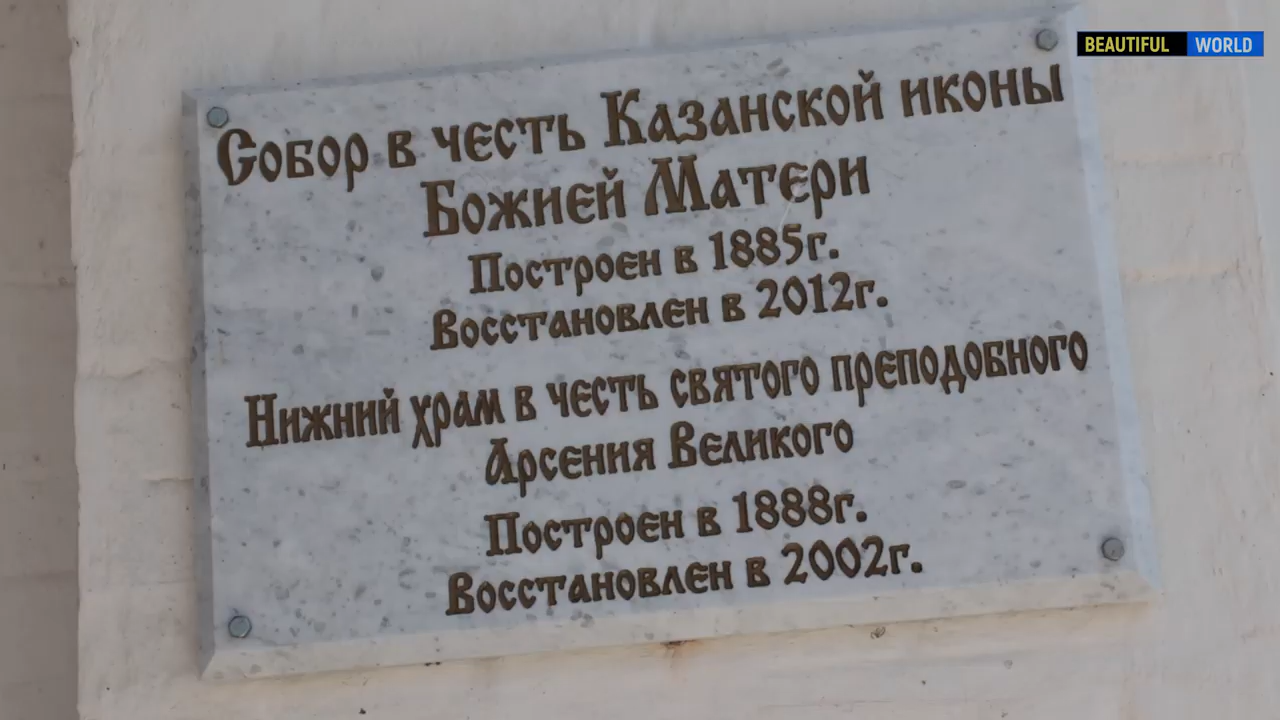 BEAUTIFUL WORLD
Собор в честь Казанской иконы
Божией Матери
Построен в 1885г.
Восстановлен в 2012г.
Нижний храм в честь святого преподобного
Арсения Великого
Построен в 1888г.
Восстановлен в 2002г.